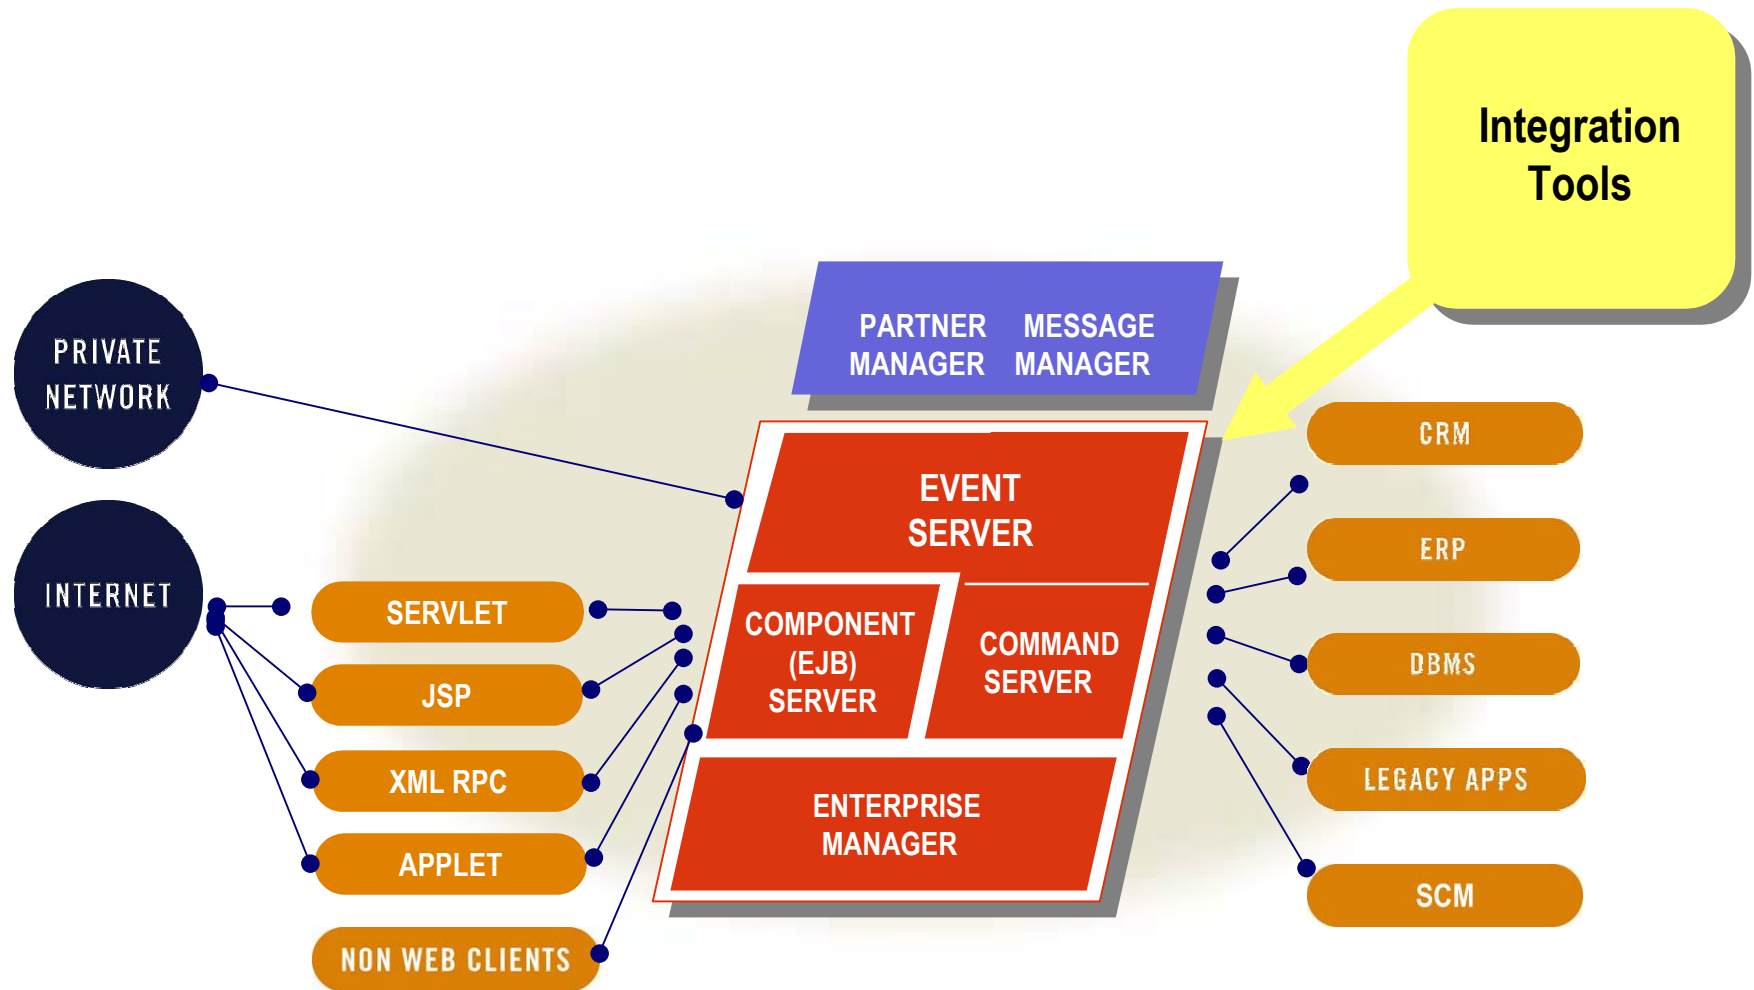 Integration
Tools
PARTNER MESSAGE
MANAGER MANAGER
PRIVATE
NETWORK
INTERNET
EVENT
SERVER
COMPONENT
(EJB)
SERVER
COMMAND
SERVER
ENTERPRISE
MANAGER
SERVLET
JSP
XML RPC
APPLET
NON WEB CLIENTS
CRM
ERP
DBMS
LEGACY APPS
SCM